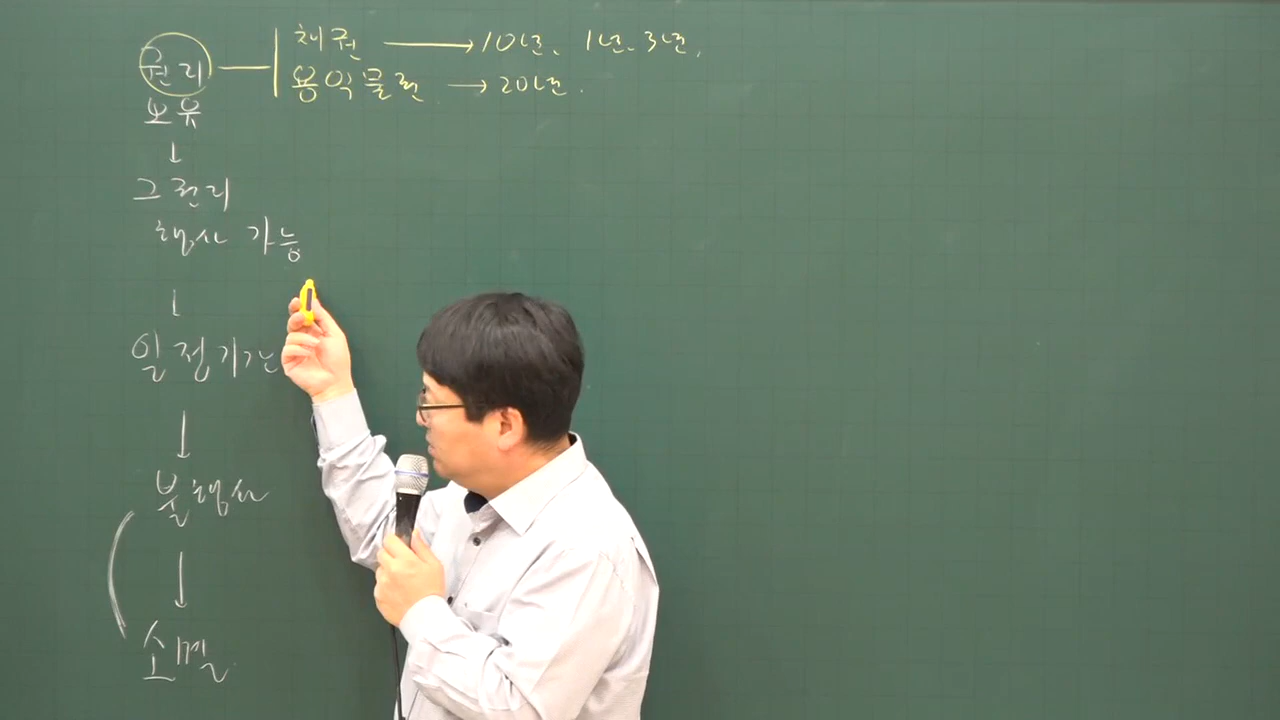 채권 → 10년, 1년, 3년,
용익물권 → 20년.
권리
보유
↓
그 권리
행사 가능
↓
일정기간
↓
불행사
↓
소멸.